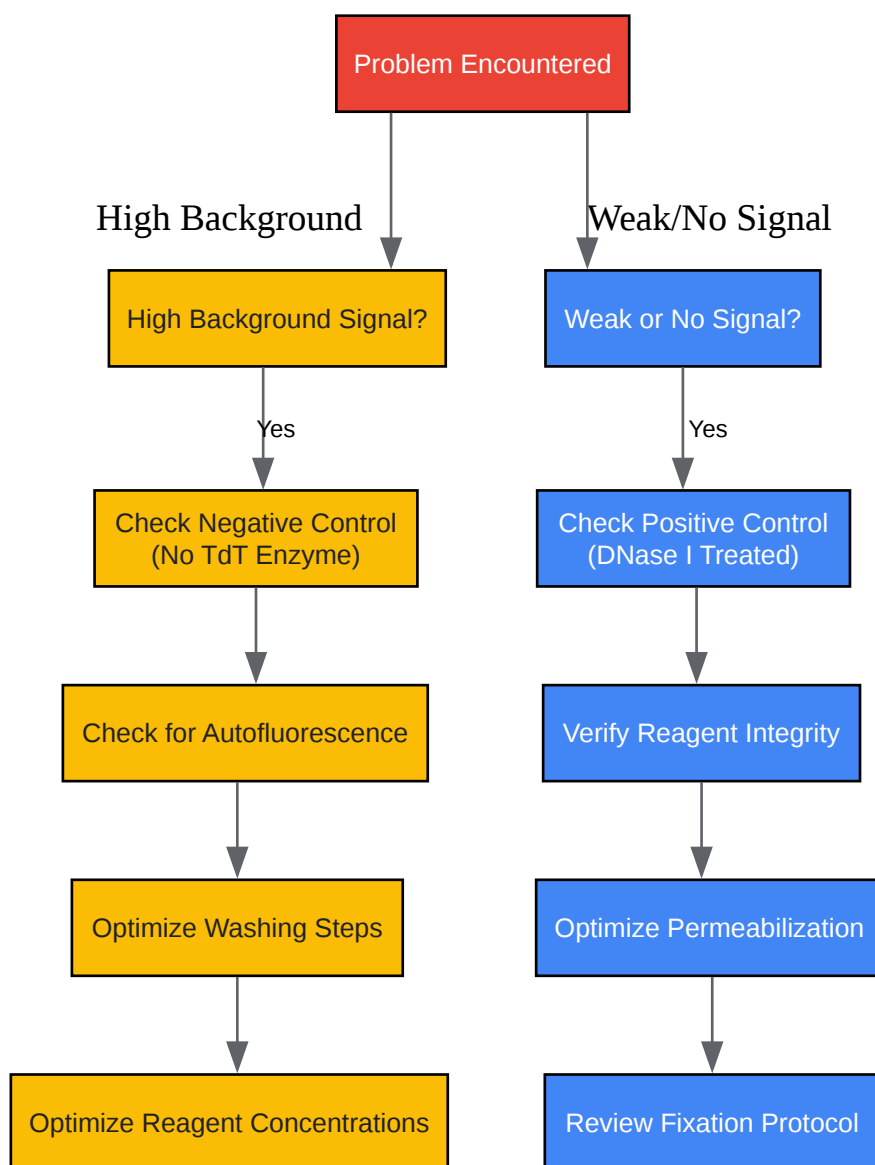 Problem Encountered
High Background
Weak/No Signal
High Background Signal?
Weak or No Signal?
Yes
Yes
Check Negative Control
(No TdT Enzyme)
Check Positive Control
(DNase I Treated)
Check for Autofluorescence
Verify Reagent Integrity
Optimize Washing Steps
Optimize Permeabilization
Optimize Reagent Concentrations
Review Fixation Protocol